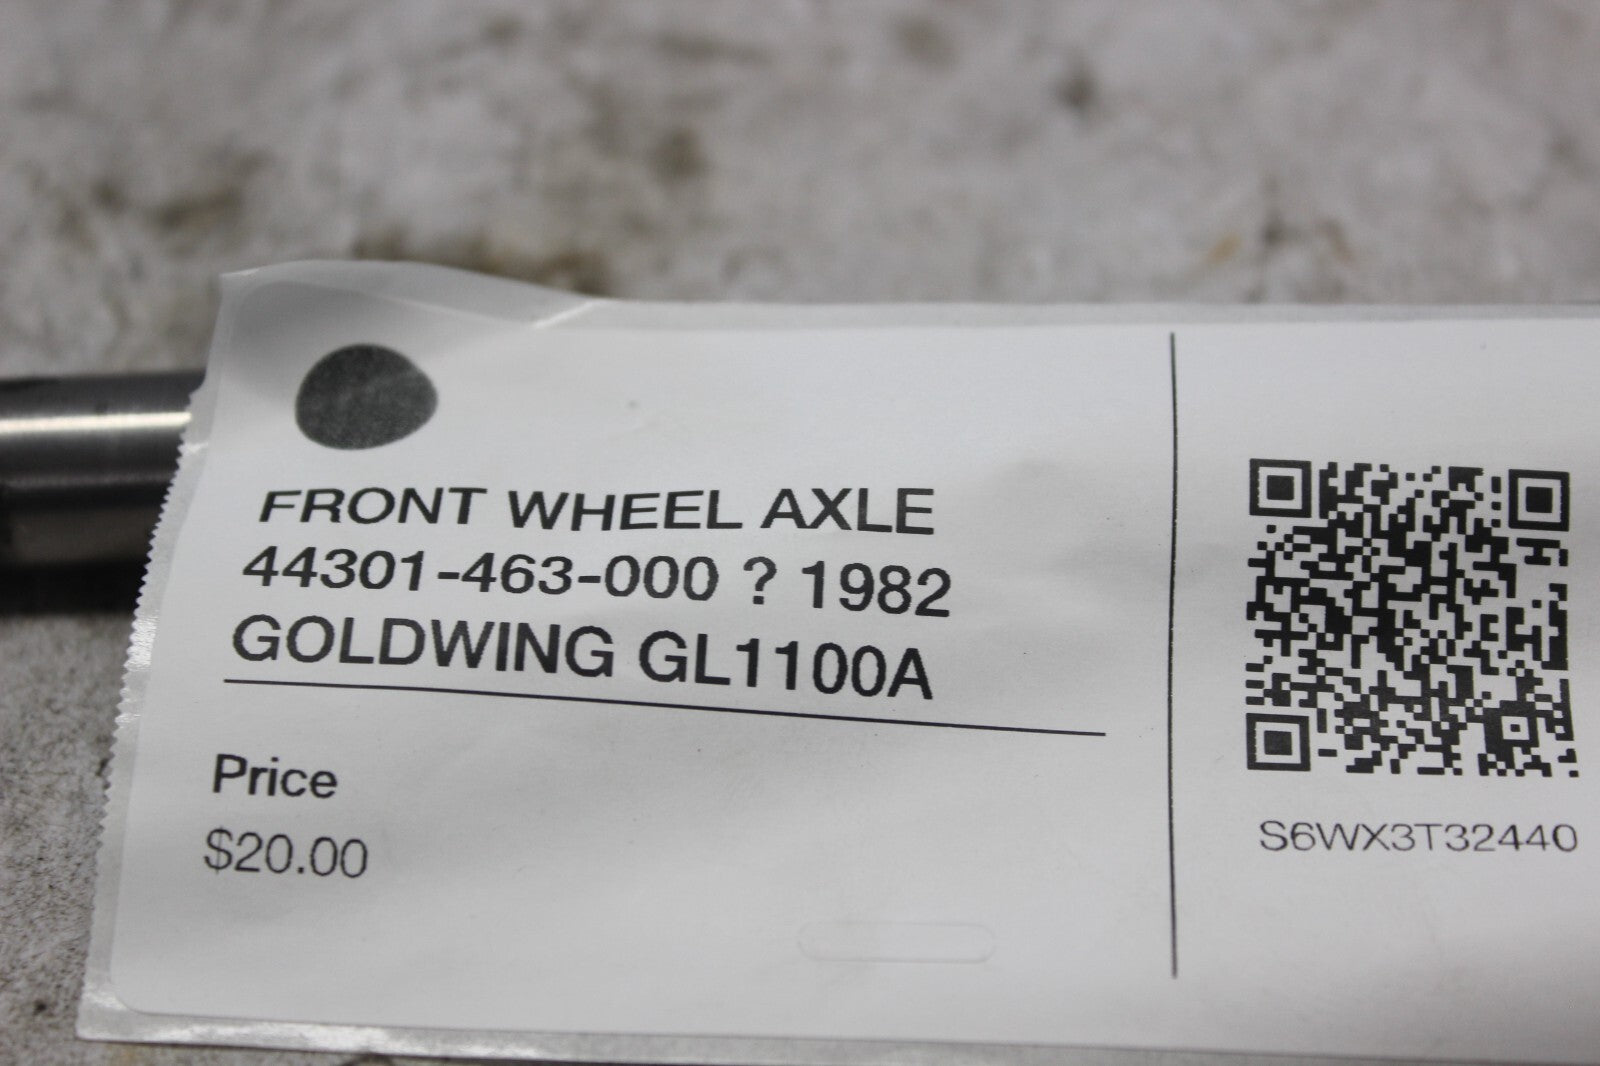 FRONT WHEEL AXLE
44301-463-000 ? 1982
GOLDWING GL1100A
Price
$20.00
S6WX3T32440